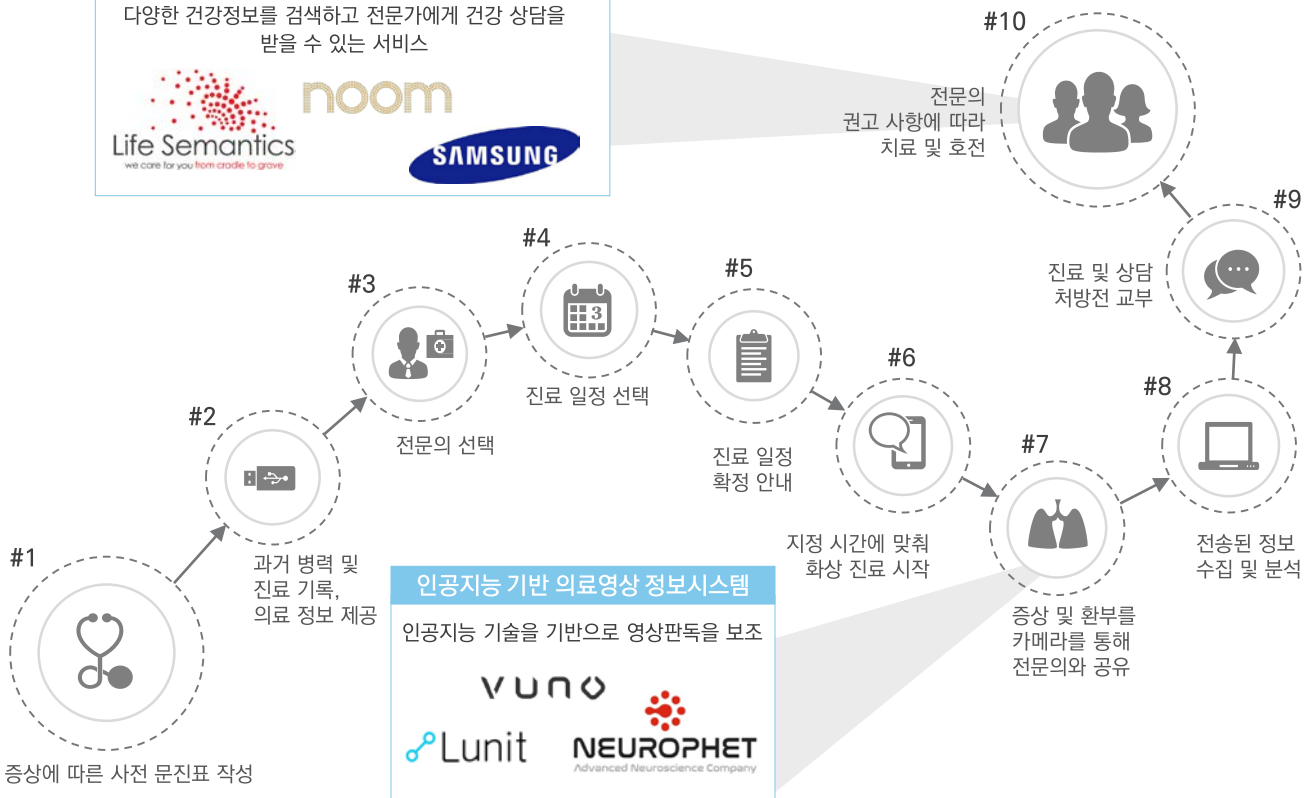 다양한 건강정보를 검색하고 전문가에게 건강 상담을
받을 수 있는 서비스
Life Semantics
we care for you from cradle to grave
noom
SAMSUNG
#1
증상에 따른 사전 문진표 작성
#2
과거 병력 및
진료 기록,
의료 정보 제공
#3
전문의 선택
#4
3
진료 일정 선택
#5
진료 일정
확정 안내
#6
지정 시간에 맞춰
화상 진료 시작
#7
증상 및 환부를
카메라를 통해
전문의와 공유
인공지능 기반 의료영상 정보시스템
인공지능 기술을 기반으로 영상판독을 보조
VUNO
Lunit
NEUROPHET
Advanced Neuroscience Company
#8
전송된 정보
수집 및 분석
#9
진료 및 상담
처방전 교부
#10
전문의
권고 사항에 따라
치료 및 호전